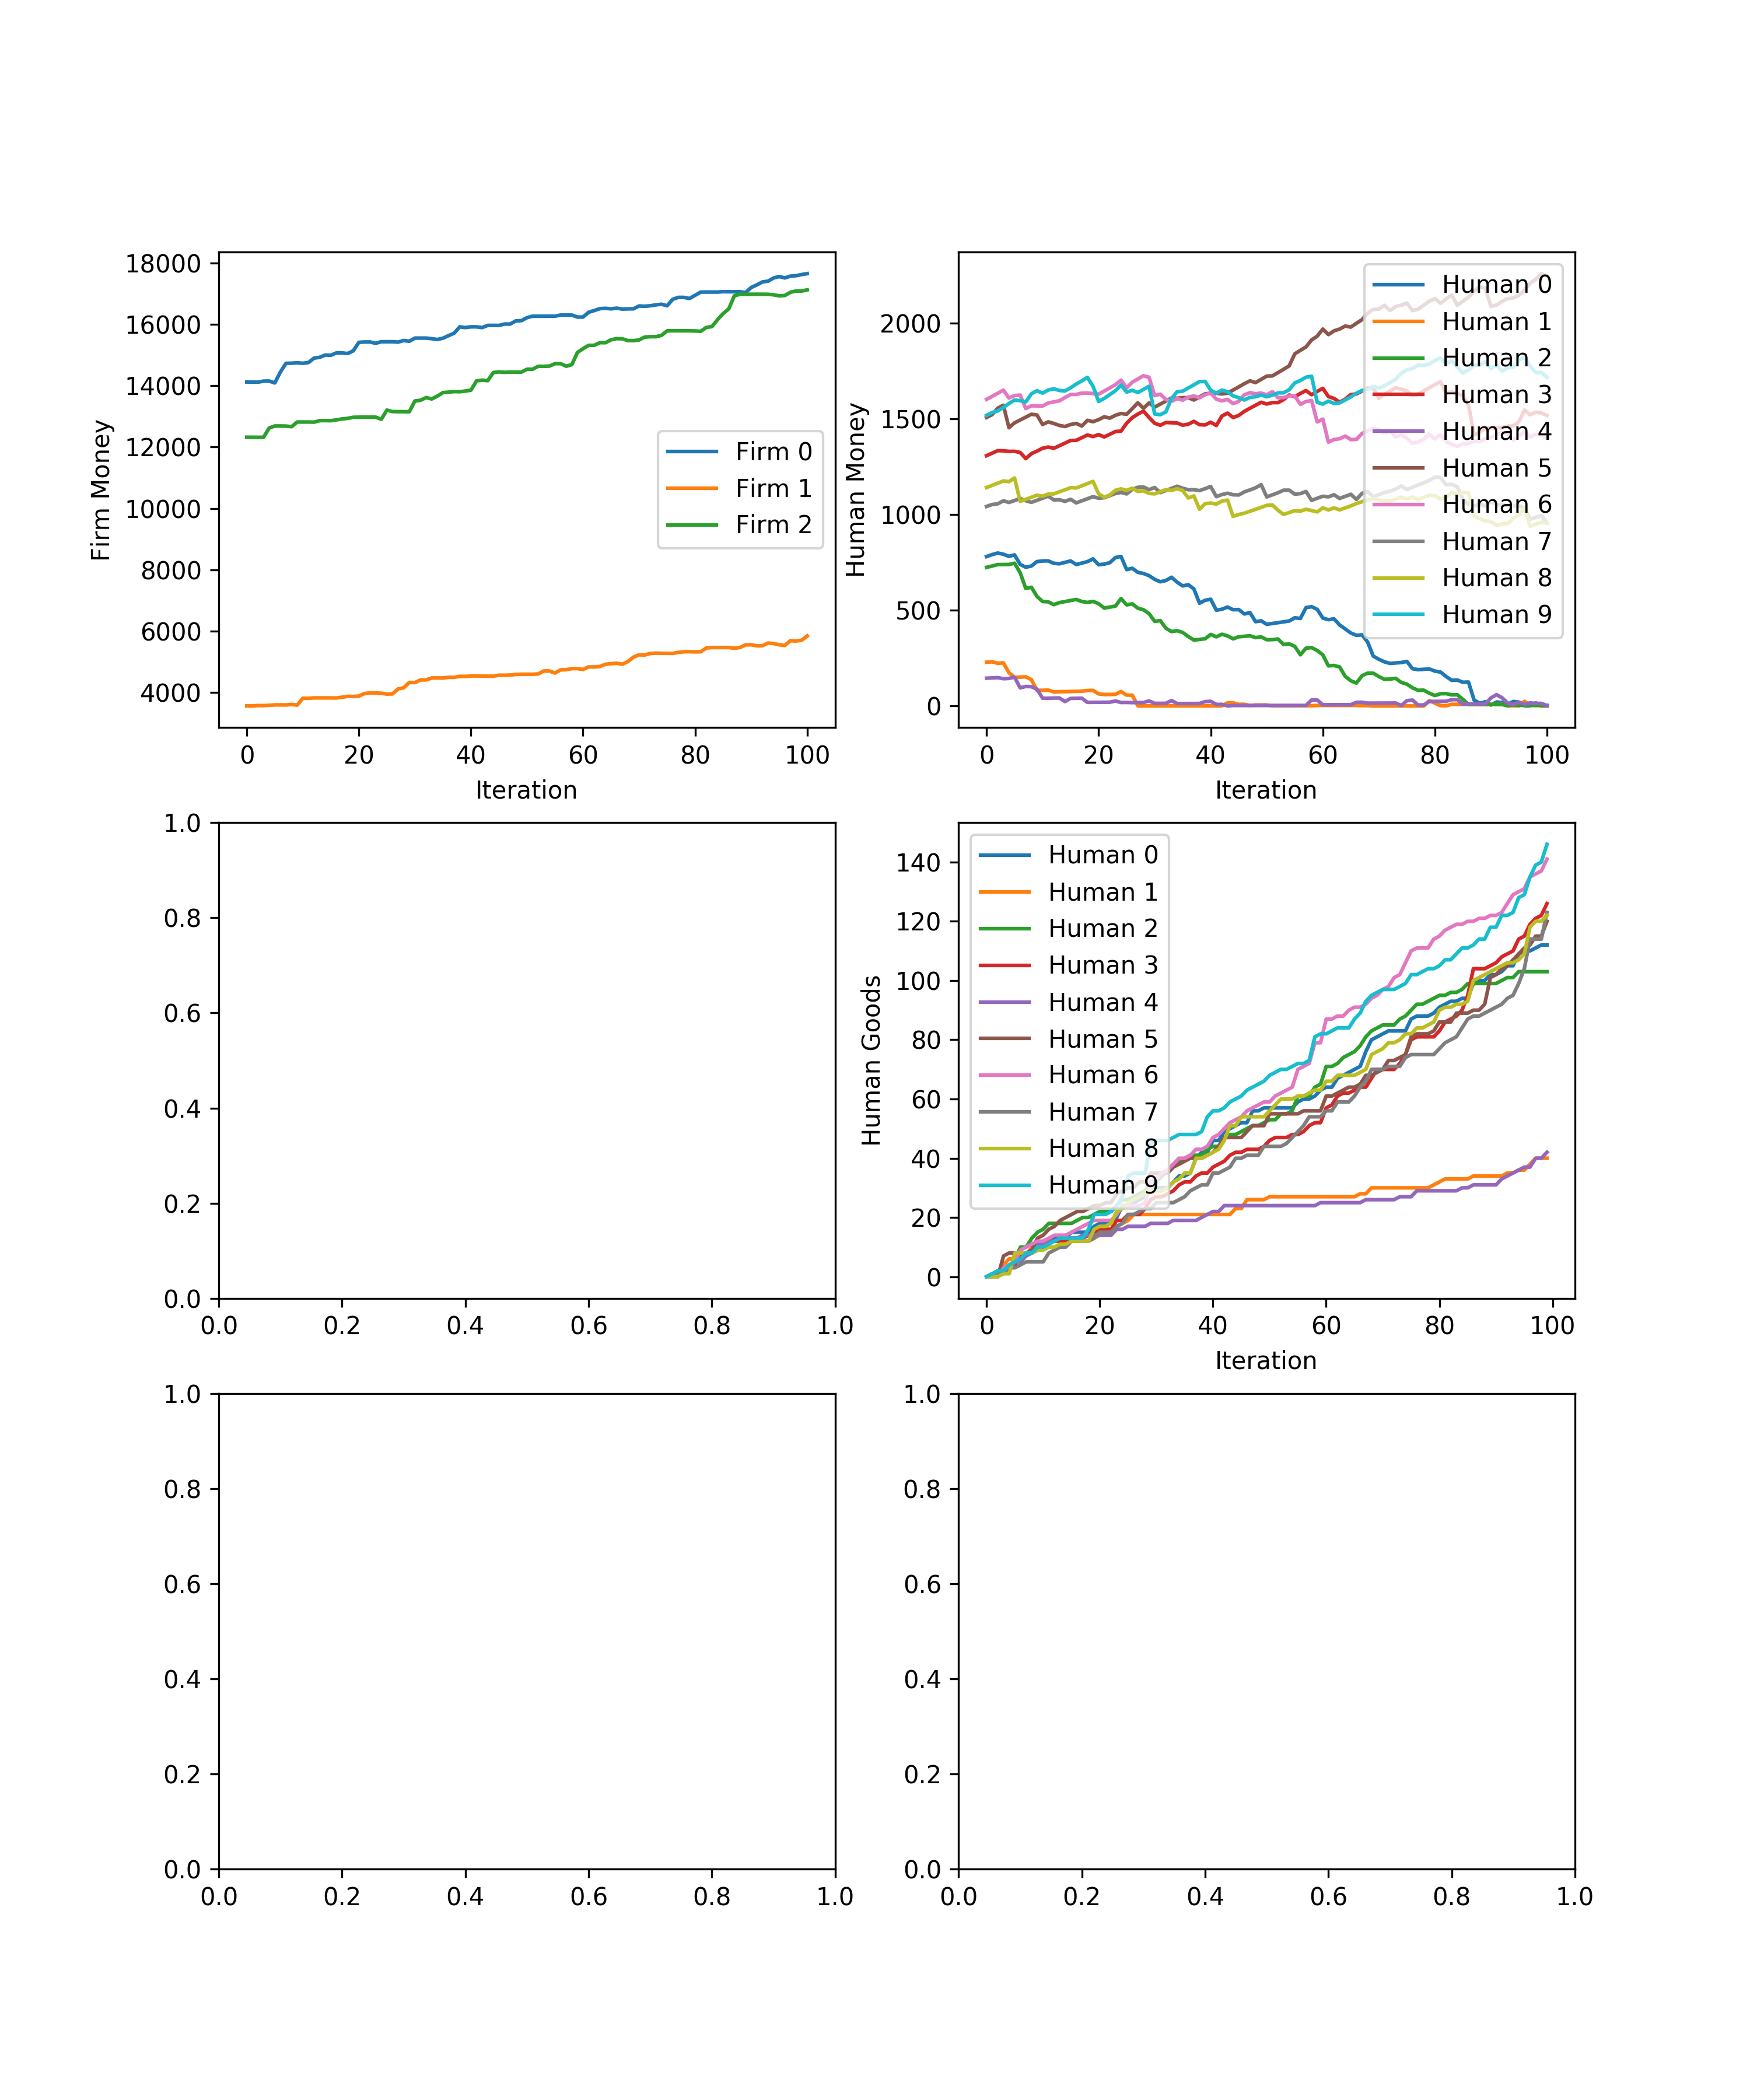 18000
16000
14000
12000
10000
8000
6000
4000
Firm Money
Firm 0
Firm 1
Firm 2
0 20 40 60 80 100
Iteration
2000
1500
1000
500
0
Human Money
Human 0
Human 1
Human 2
Human 3
Human 4
Human 5
Human 6
Human 7
Human 8
Human 9
0 20 40 60 80 100
Iteration
1.0
0.8
0.6
0.4
0.2
0.0
0.0 0.2 0.4 0.6 0.8 1.0
140
120
100
80
60
40
20
0
Human Goods
Human 0
Human 1
Human 2
Human 3
Human 4
Human 5
Human 6
Human 7
Human 8
Human 9
0 20 40 60 80 100
Iteration
1.0
0.8
0.6
0.4
0.2
0.0
0.0 0.2 0.4 0.6 0.8 1.0
1.0
0.8
0.6
0.4
0.2
0.0
0.0 0.2 0.4 0.6 0.8 1.0